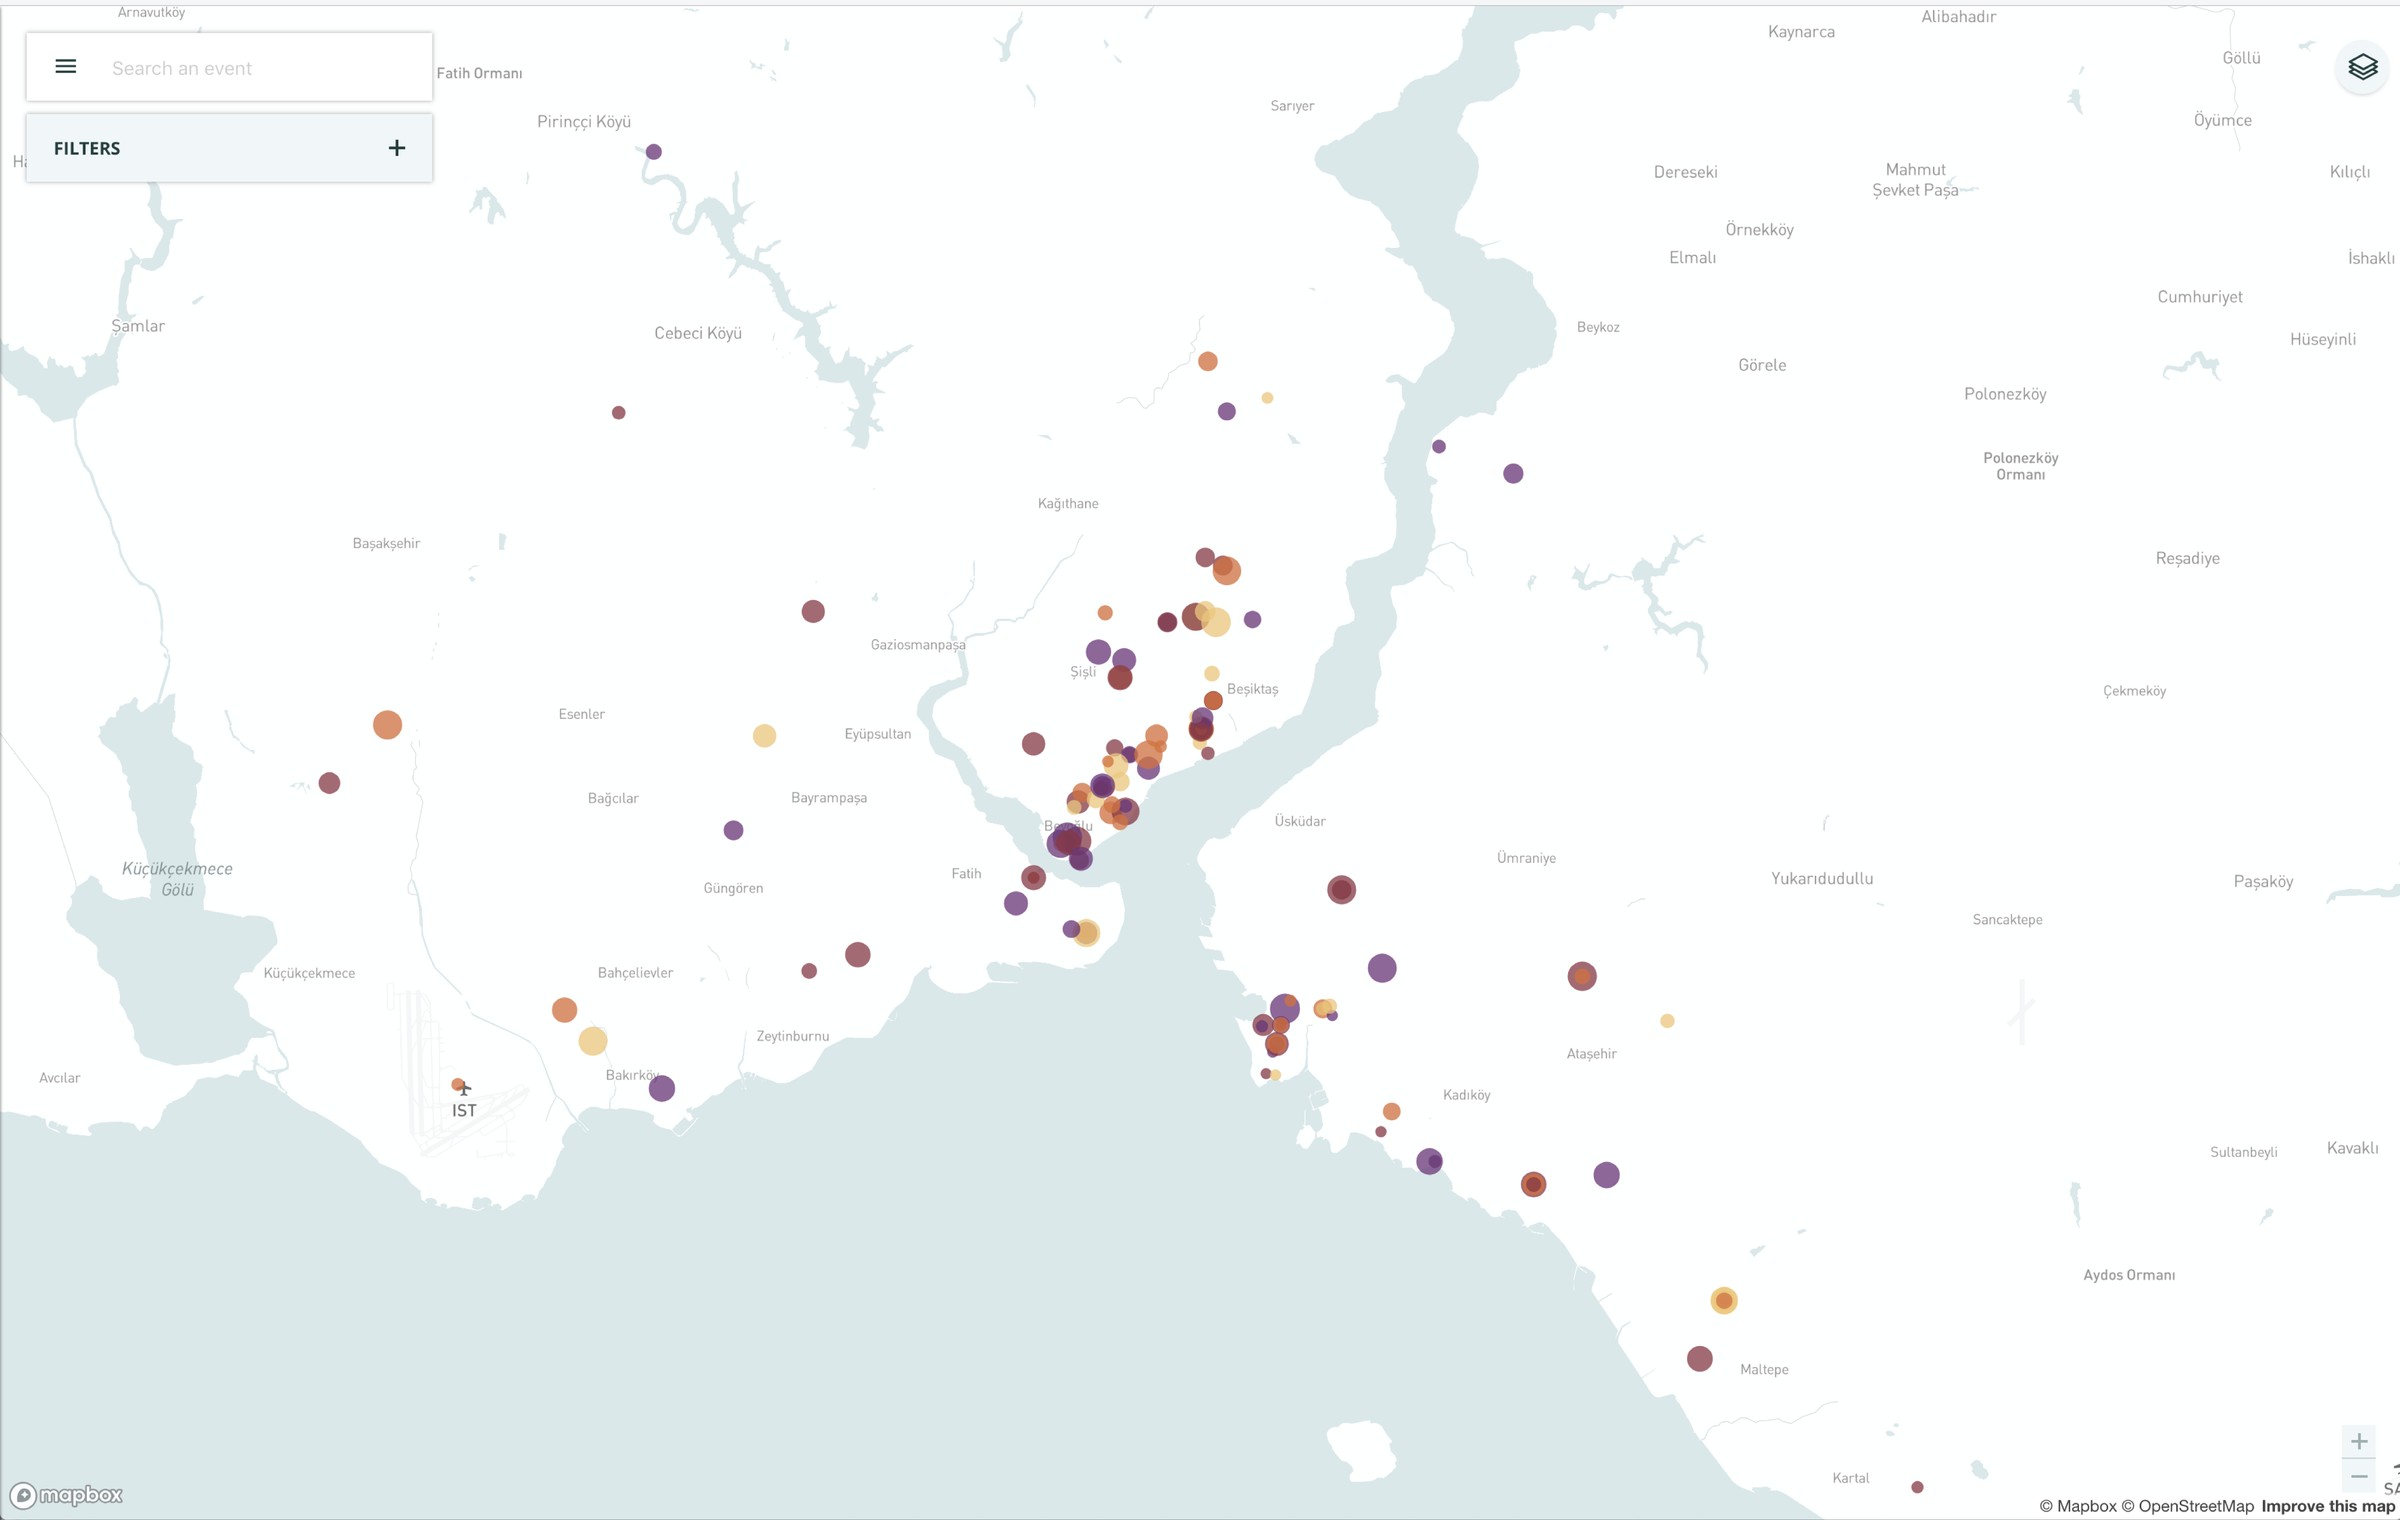 Arnavutköy
Search an event
FILTERS
Fatih Ormanı
Pirinççi Köyü
Sarıyer
Kaynarca
Alibahadır
Göllü
Öyümce
Dereseki
Mahmut
Şevket Paşa
Kılıçlı
Örnekköy
Elmalı
İshaklı
Cumhuriyet
Şamlar
Cebeci Köyü
Beykoz
Hüseyinli
Görele
Polonezköy
Polonezköy
Ormanı
Kağıthane
Başakşehir
Reşadiye
Gaziosmanpaşa
Şişli
Beşiktaş
Çekmeköy
Esenler
Eyüpsultan
Bağcılar
Bayrampaşa
Üsküdar
Ümraniye
Küçükçekmece
Gölü
Fatih
Güngören
Yukarıdudullu
Paşaköy
Sancaktepe
Küçükçekmece
Bahçelievler
Zeytinburnu
Ataşehir
Avcılar
Bakırköy
IST
Kadıköy
Sultanbeyli
Kavaklı
Aydos Ormanı
Maltepe
Kartal
+
−
mapbox
© Mapbox © OpenStreetMap Improve this map